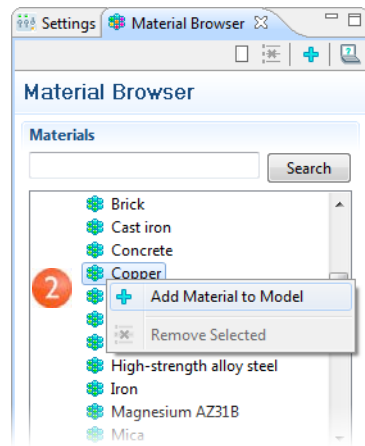 Settings Material Browser
Material Browser
Materials
Search
Brick
Cast iron
Concrete
Copper
2
Add Material to Model
Remove Selected
High-strength alloy steel
Iron
Magnesium AZ31B
Mica